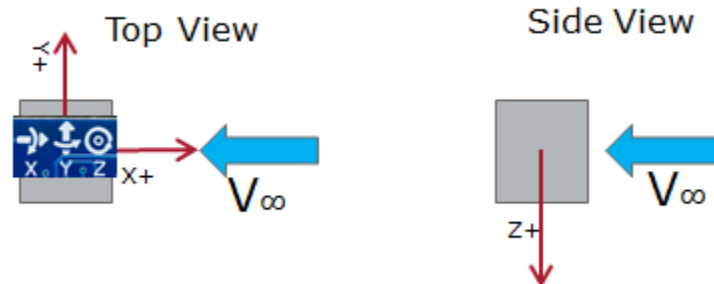 Top View
Side View
Y+
X Y Z
X+
V∞
Z+
V∞